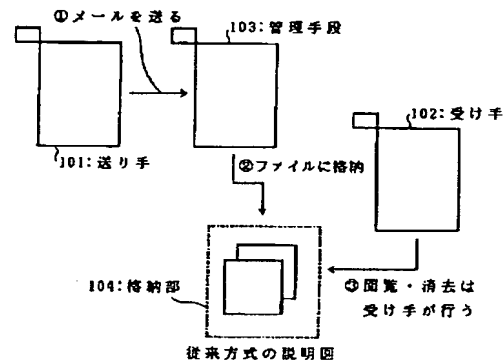 ①メールを送る
103:管理手段
102:受け手
101:送り手
②ファイルに格納
104:格納部
③閲覧・消去は
受け手が行う
従来方式の説明図